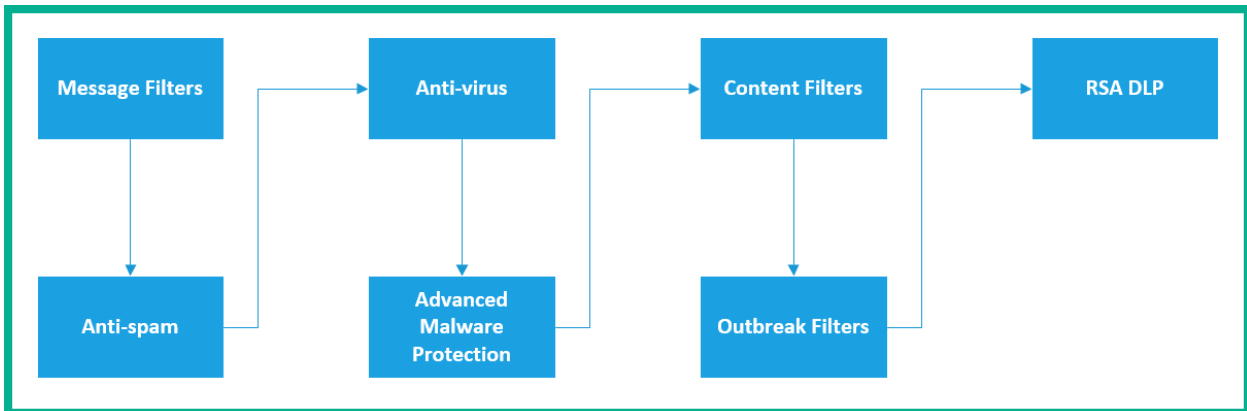 Message Filters
Anti-virus
Content Filters
RSA DLP
Anti-spam
Advanced
Malware
Protection
Outbreak Filters